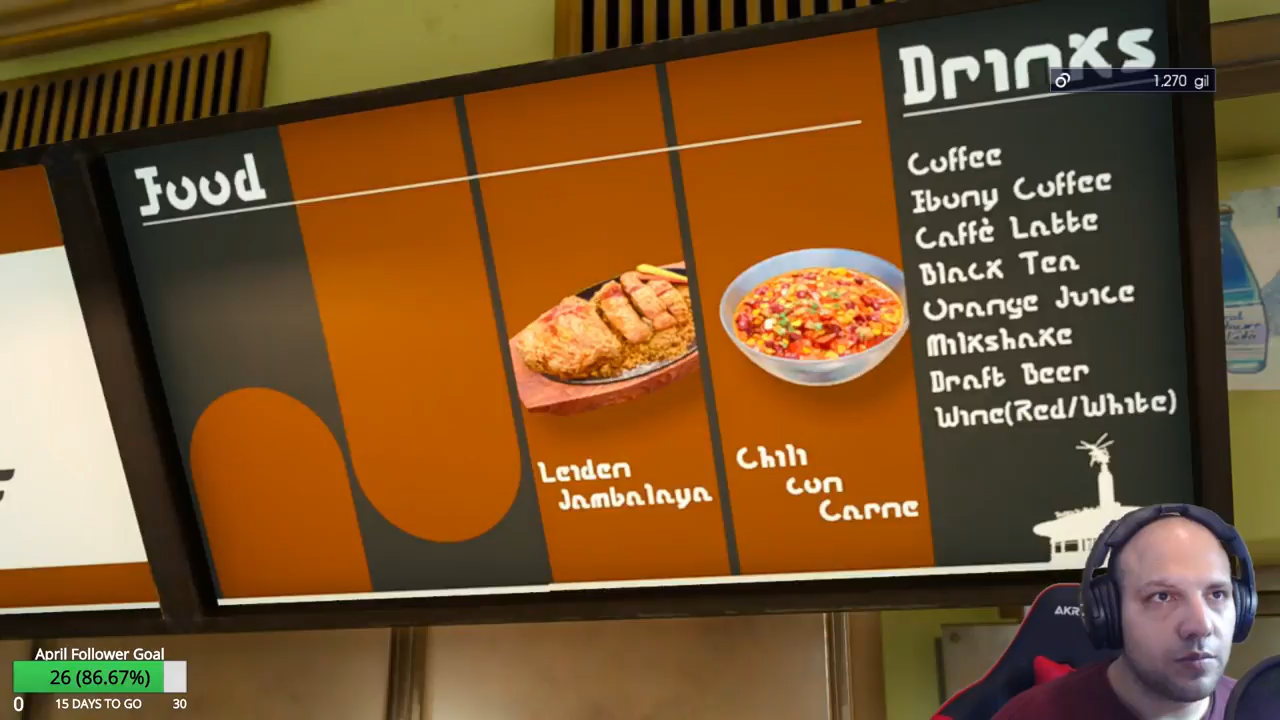 Food
Leiden
Jambalaya
Chili
Con
Carne
Drinks
1,270 gil
Coffee
Ebony Coffee
Caffè Latte
Black Tea
Orange Juice
Milkshake
Draft Beer
Wine(Red/White)
AKR
April Follower Goal
26 (86.67%)
0 15 DAYS TO GO 30